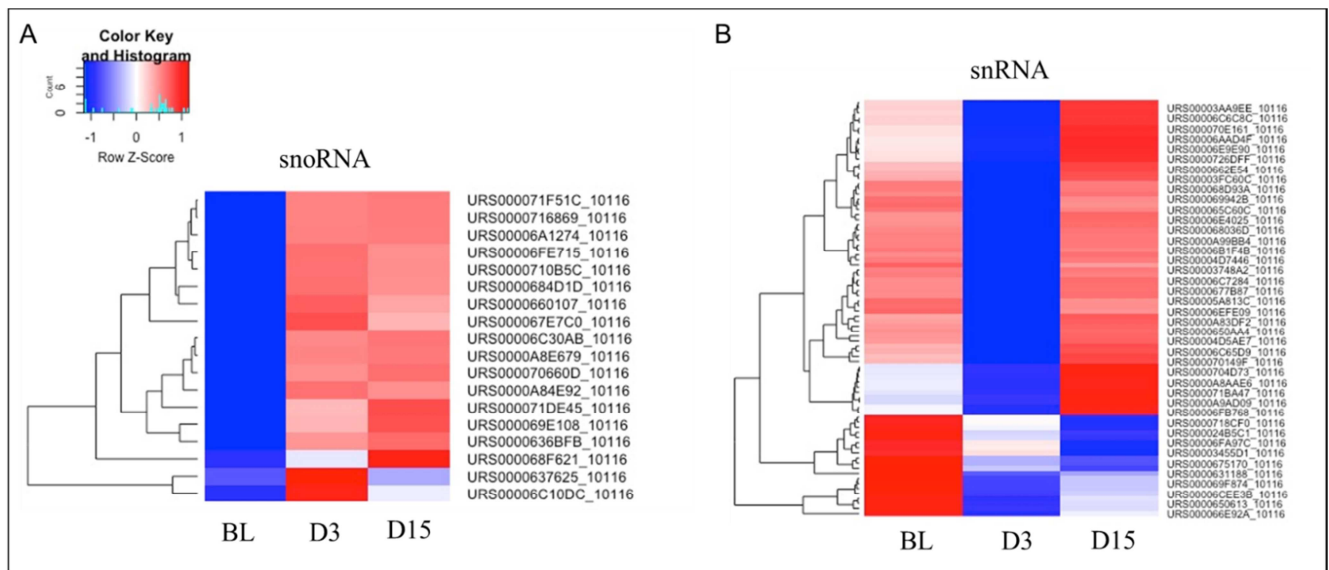 A
Color Key
and Histogram
Count
0 6
-1 0 1
Row Z-Score
snoRNA
URS000071F51C_10116
URS0000716869_10116
URS00006A1274_10116
URS00006FE715_10116
URS0000710B5C_10116
URS0000684D1D_10116
URS0000660107_10116
URS000067E7C0_10116
URS00006C30AB_10116
URS0000A8E679_10116
URS000070660D_10116
URS0000A84E92_10116
URS000071DE45_10116
URS000069E108_10116
URS0000636BFB_10116
URS000068F621_10116
URS0000637625_10116
URS00006C10DC_10116
BL D3 D15
B
snRNA
URS00003AA9EE_10116
URS00006C6C8C_10116
URS000070E161_10116
URS00006AAD4F_10116
URS00006E9E90_10116
URS0000726DFF_10116
URS0000662E54_10116
URS00003FC60C_10116
URS000068D93A_10116
URS000069942B_10116
URS000065C60C_10116
URS00006E4025_10116
URS000068036D_10116
URS0000A99BB4_10116
URS00006B1F4B_10116
URS00004D7446_10116
URS00003748A2_10116
URS00006C7284_10116
URS0000677B87_10116
URS00005A813C_10116
URS00006EFE09_10116
URS0000A83DF2_10116
URS0000650AA4_10116
URS00004D5AE7_10116
URS00006C65D9_10116
URS000070149F_10116
URS0000704D73_10116
URS0000A8AAE6_10116
URS000071BA47_10116
URS0000A9AD09_10116
URS00006FB768_10116
URS0000718CF0_10116
URS000024B5C1_10116
URS00006FA97C_10116
URS00003455D1_10116
URS0000675170_10116
URS0000631188_10116
URS000069F874_10116
URS00006CEE3B_10116
URS0000650613_10116
URS000066E92A_10116
BL D3 D15